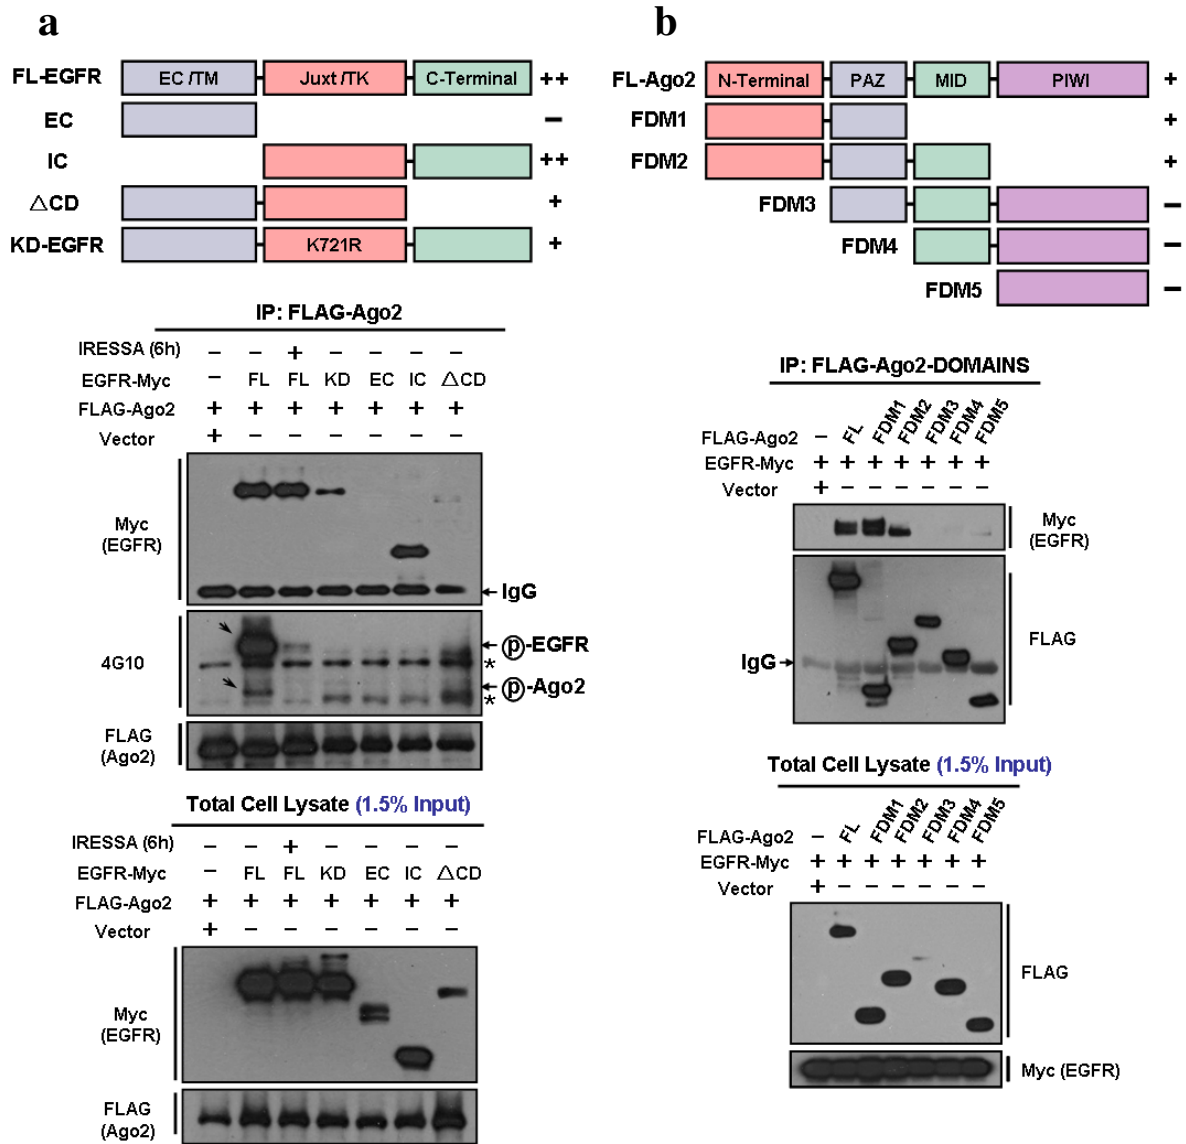 a
FL-EGFR EC /TM Juxt /TK C-Terminal ++
EC −
IC ++
△CD +
KD-EGFR K721R +
IP: FLAG-Ago2
IRESSA (6h) − − + − − − −
EGFR-Myc − FL FL KD EC IC △CD
FLAG-Ago2 + + + + + + +
Vector + − − − − − −
Myc
(EGFR)
IgG
4G10
ⓟ-EGFR
*
ⓟ-Ago2
*
FLAG
(Ago2)
Total Cell Lysate (1.5% Input)
IRESSA (6h) − − + − − − −
EGFR-Myc − FL FL KD EC IC △CD
FLAG-Ago2 + + + + + + +
Vector + − − − − − −
Myc
(EGFR)
FLAG
(Ago2)
b
FL-Ago2 N-Terminal PAZ MID PIWI +
FDM1 +
FDM2 +
FDM3 −
FDM4 −
FDM5 −
IP: FLAG-Ago2-DOMAINS
FLAG-Ago2 − FL FDM1 FDM2 FDM3 FDM4 FDM5
EGFR-Myc + + + + + + +
Vector + − − − − − −
Myc
(EGFR)
FLAG
IgG
Total Cell Lysate (1.5% Input)
FLAG-Ago2 − FL FDM1 FDM2 FDM3 FDM4 FDM5
EGFR-Myc + + + + + + +
Vector + − − − − − −
FLAG
Myc (EGFR)